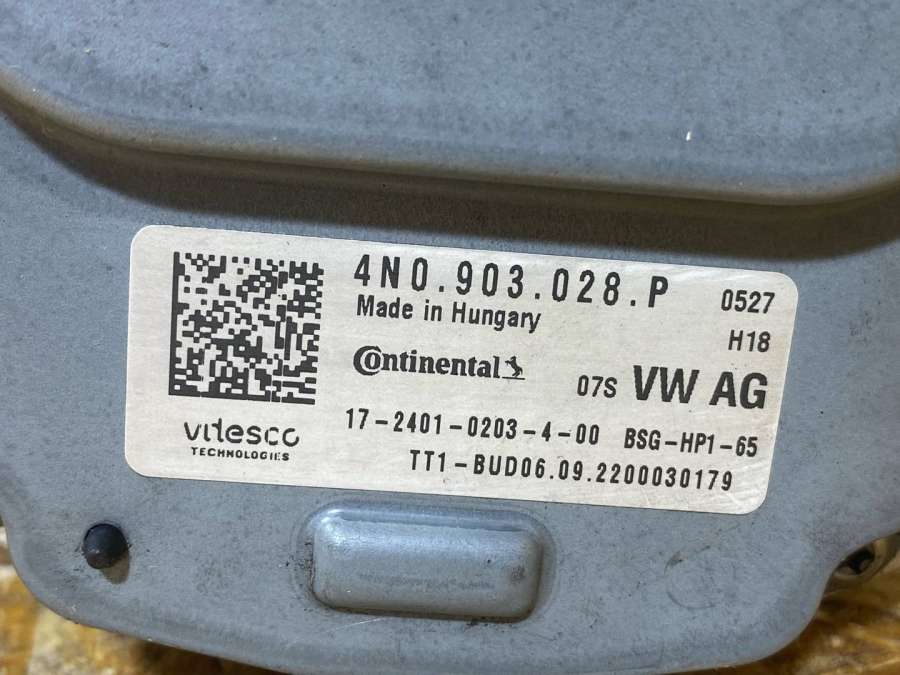 4N0.903.028.P 0527
Made in Hungary H18
Continental
07S VW AG
17-2401-0203-4-00 BSG-HP1-65
vitesco
TECHNOLOGIES
TT1-BUD06.09.2200030179